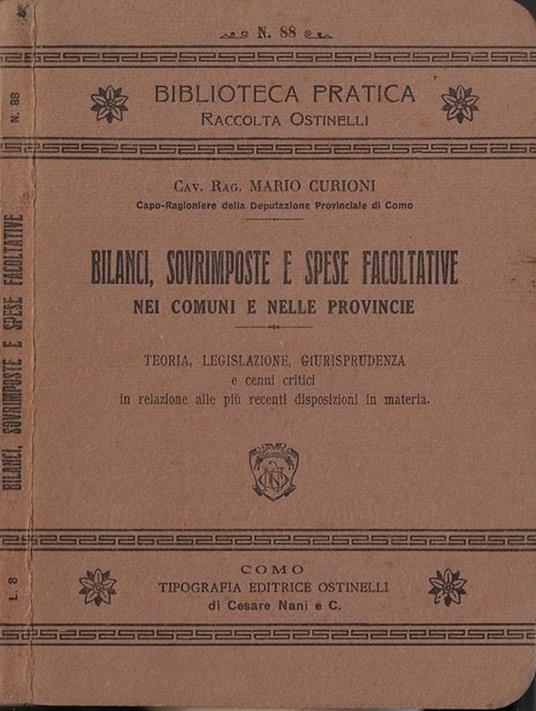 N. 88
BIBLIOTECA PRATICA
RACCOLTA OSTINELLI
CAV. RAG. MARIO CURIONI
Capo-Ragioniere della Deputazione Provinciale di Como
BILANCI, SOVRIMPOSTE E SPESE FACOLTATIVE
NEI COMUNI E NELLE PROVINCIE
TEORIA, LEGISLAZIONE, GIURISPRUDENZA
e cenni critici
in relazione alle più recenti disposizioni in materia.
COMO
TIPOGRAFIA EDITRICE OSTINELLI
di Cesare Nani e C.
N. 88
BILANCI, SOVRIMPOSTE E SPESE FACOLTATIVE
L. 8